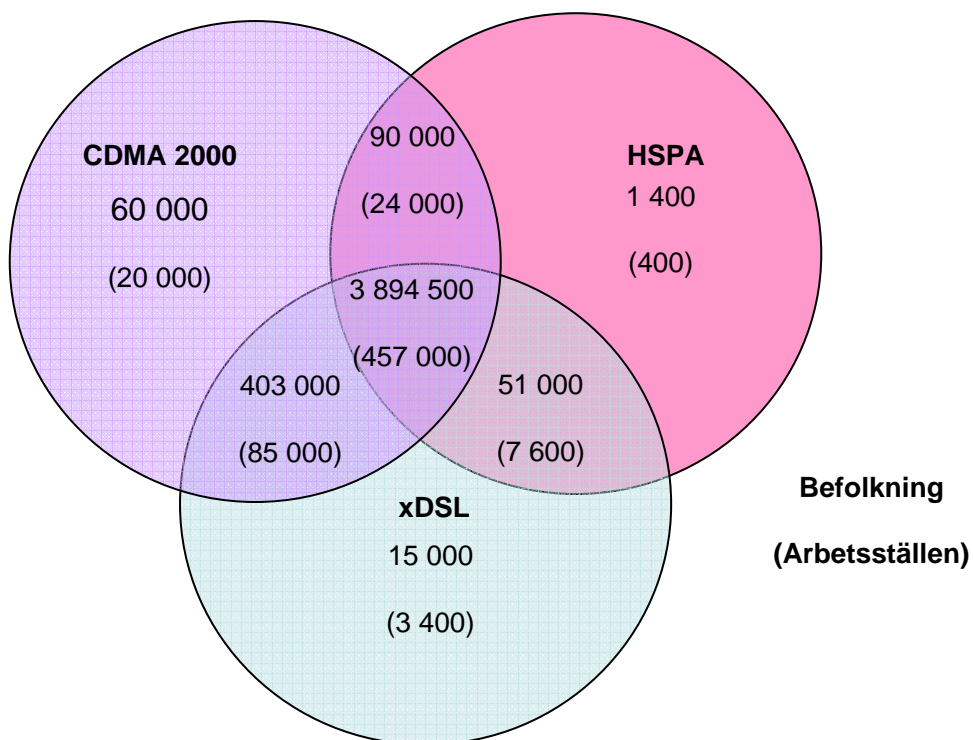 CDMA 2000
60 000
(20 000)
90 000
(24 000)
HSPA
1 400
(400)
3 894 500
(457 000)
403 000
(85 000)
51 000
(7 600)
xDSL
15 000
(3 400)
Befolkning
(Arbetsställen)